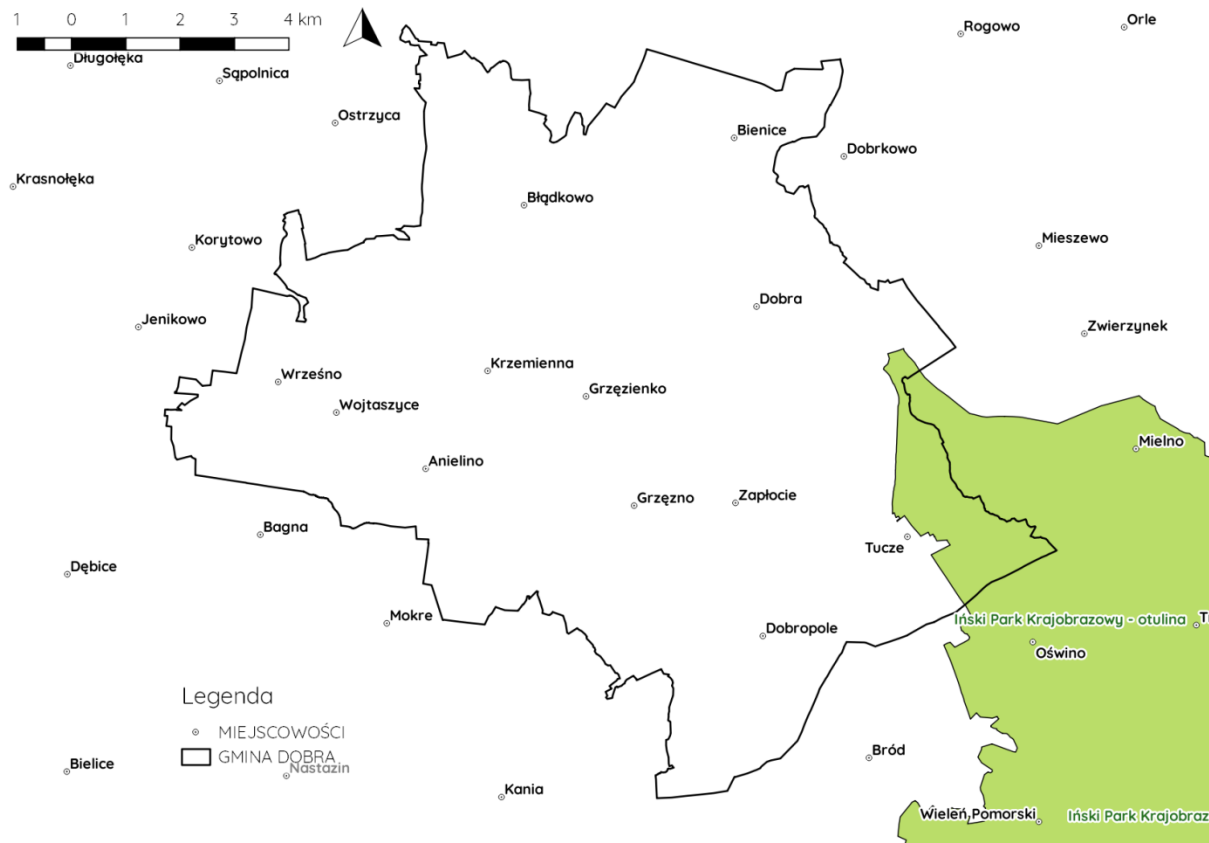 1 0 1 2 3 4 km
Rogowo
Orle
Długołęka
Sąpolnica
Ostrzyca
Bienice
Dobrkowo
Krasnołęka
Błądkowo
Korytowo
Mieszewo
Dobra
Jenikowo
Zwierzynek
Krzemienna
Wrześno
Grzęzienko
Wojtaszyce
Mielno
Anielino
Grzęzno
Zapłocie
Bagna
Tucze
Dębice
Mokre
Iński Park Krajobrazowy - otulina
Dobropole
Oświno
Legenda
MIEJSCOWOŚCI
GMINA DOBRA
Bród
Bielice
Nastazin
Kania
Wieleń Pomorski
Iński Park Krajobraz